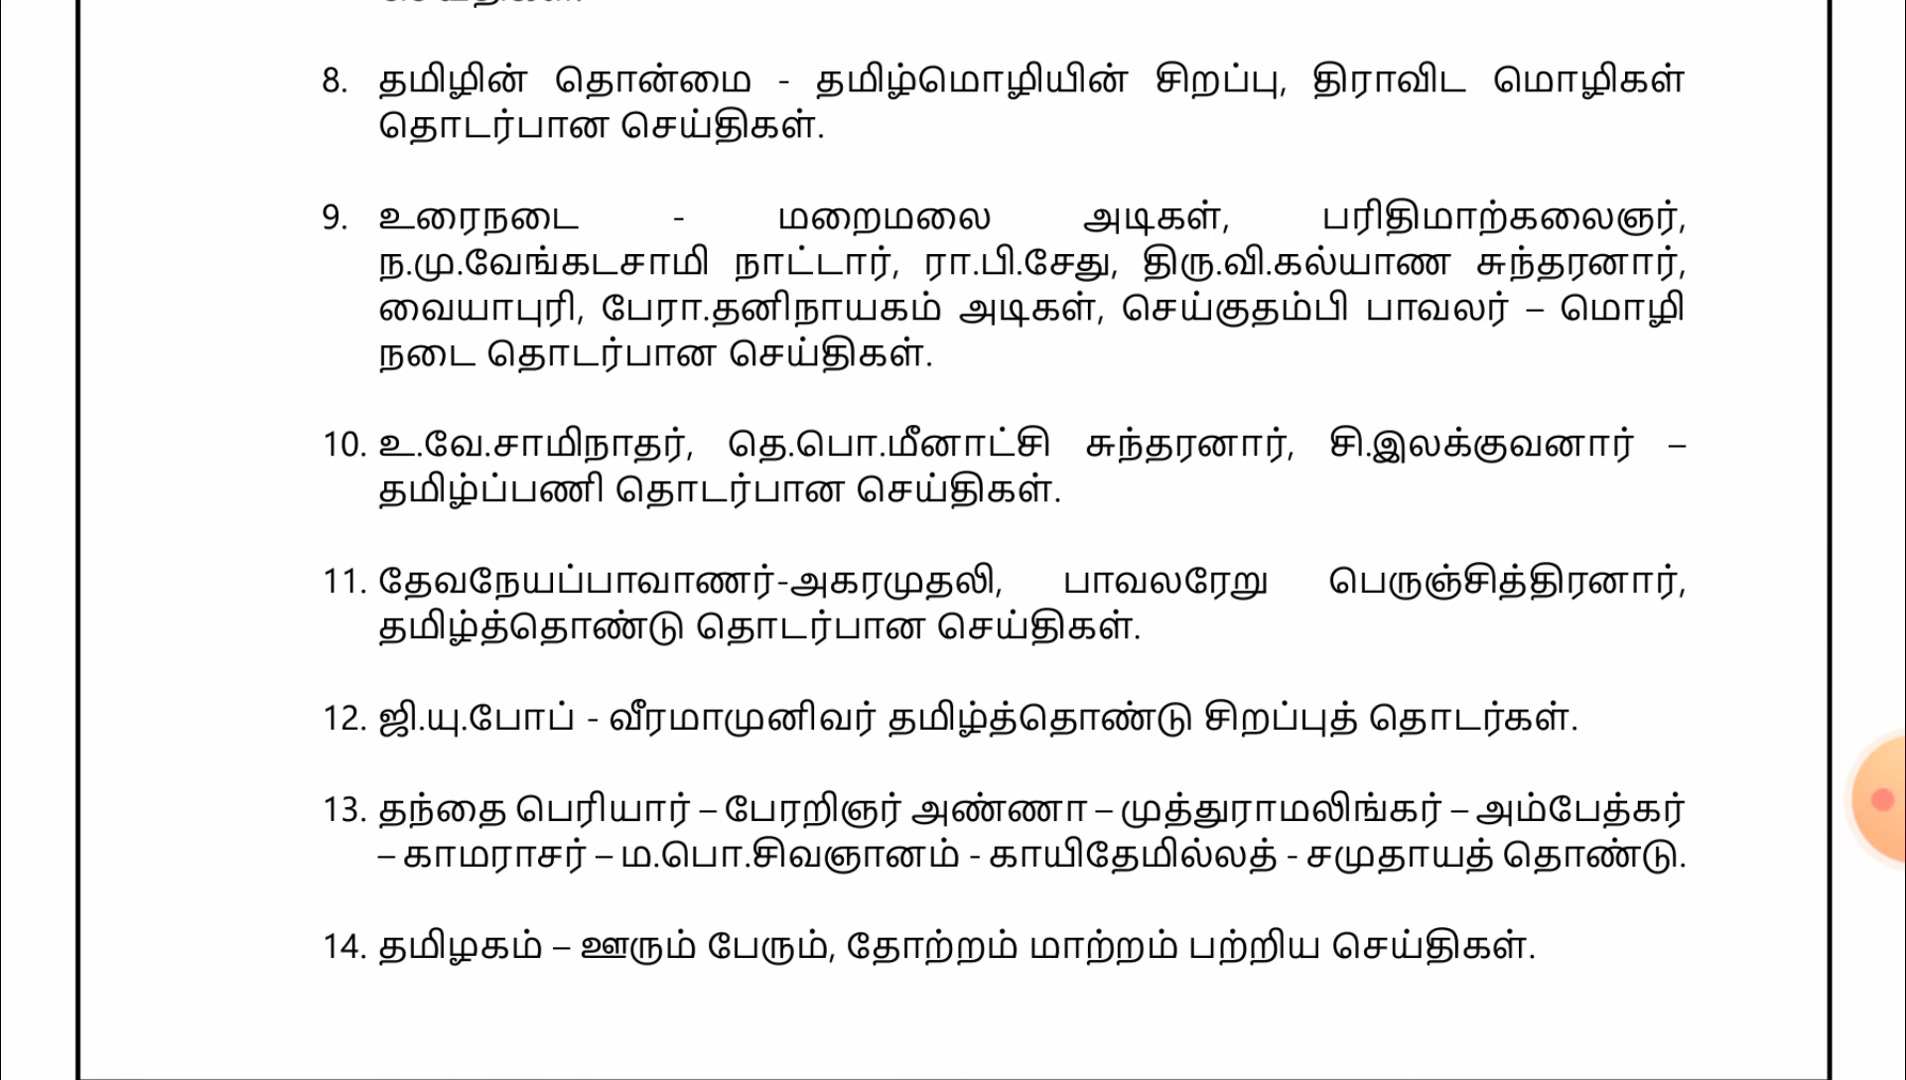 8. தமிழின் தொன்மை - தமிழ்மொழியின் சிறப்பு, திராவிட மொழிகள்
தொடர்பான செய்திகள்.
9. உரைநடை - மறைமலை அடிகள், பரிதிமாற்கலைஞர்,
ந.மு.வேங்கடசாமி நாட்டார், ரா.பி.சேது, திரு.வி.கல்யாண சுந்தரனார்,
வையாபுரி, பேரா.தனிநாயகம் அடிகள், செய்குதம்பி பாவலர் – மொழி
நடை தொடர்பான செய்திகள்.
10. உ.வே.சாமிநாதர், தெ.பொ.மீனாட்சி சுந்தரனார், சி.இலக்குவனார் –
தமிழ்ப்பணி தொடர்பான செய்திகள்.
11. தேவநேயப்பாவாணர்-அகரமுதலி, பாவலரேறு பெருஞ்சித்திரனார்,
தமிழ்த்தொண்டு தொடர்பான செய்திகள்.
12. ஜி.யு.போப் - வீரமாமுனிவர் தமிழ்த்தொண்டு சிறப்புத் தொடர்கள்.
13. தந்தை பெரியார் – பேரறிஞர் அண்ணா – முத்துராமலிங்கர் – அம்பேத்கர்
– காமராசர் – ம.பொ.சிவஞானம் - காயிதேமில்லத் - சமுதாயத் தொண்டு.
14. தமிழகம் – ஊரும் பேரும், தோற்றம் மாற்றம் பற்றிய செய்திகள்.